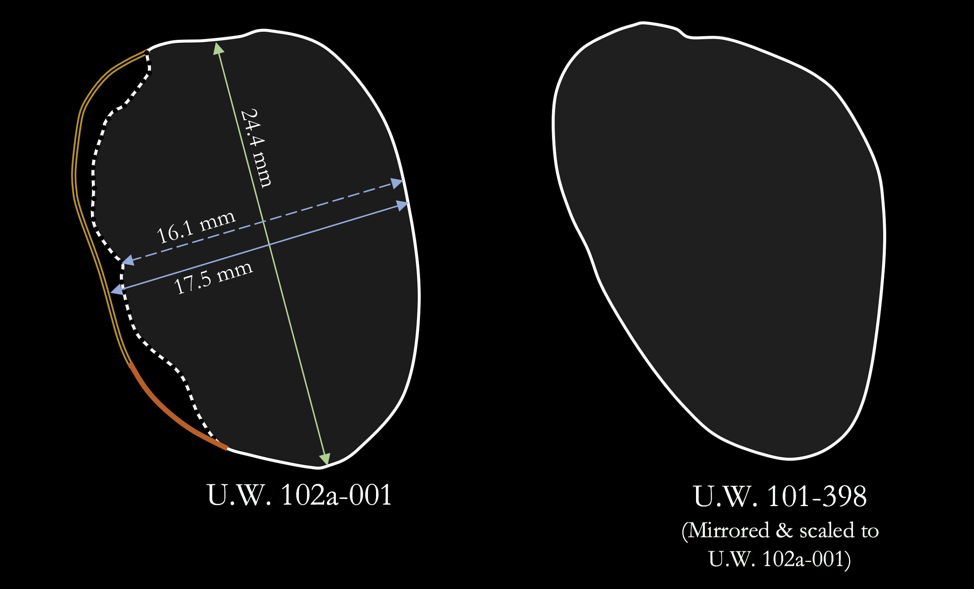 24.4 mm
16.1 mm
17.5 mm
U.W. 102a-001
U.W. 101-398
(Mirrored & scaled to
U.W. 102a-001)